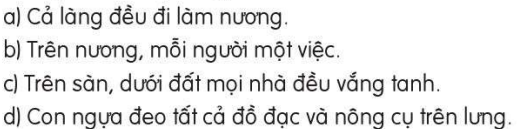 a) Cả làng đều đi làm nương.
b) Trên nương, mỗi người một việc.
c) Trên sàn, dưới đất mọi nhà đều vắng tanh.
d) Con ngựa đeo tất cả đồ đạc và nông cụ trên lưng.